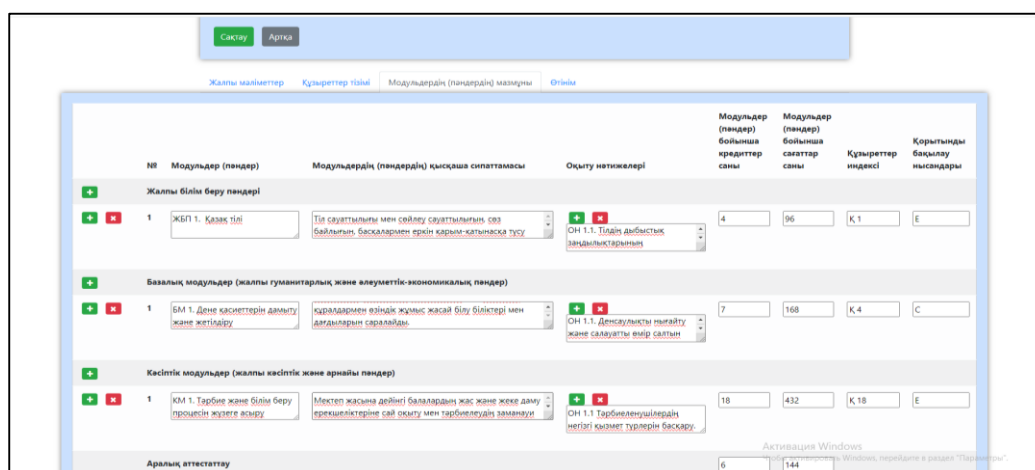 Сақтау Артқа
Жалпы мәліметтер Құзыреттер тізімі Модульдердің (пәндердің) мазмұны Өтінім
№ Модульдер (пәндер) Модульдердің (пәндердің) қысқаша сипаттамасы Оқыту нәтижелері Модульдер (пәндер) бойынша кредиттер саны Модульдер (пәндер) бойынша сағаттар саны Құзыреттер индексі Қорытынды бақылау нысандары
Жалпы білім беру пәндері
1 ЖБП 1. Қазақ тілі Тіл сауаттылығы мен сөйлеу сауаттылығын, сөз 4 96 Қ 1 Е
байлығын, басқалармен еркін қарым-қатынасқа түсу ОН 1.1. Тілдің дыбыстық
заңдылықтарының
Базалық модульдер (жалпы гуманитарлық және әлеуметтік-экономикалық пәндер)
1 БМ 1. Дене қасиеттерін дамыту құралдармен өзіндік жұмыс жасай білу біліктері мен 7 168 Қ 4 С
және жетілдіру дағдыларын саралайды. ОН 1.1. Денсаулықты нығайту
және салауатты өмір салтын
Кәсіптік модульдер (жалпы кәсіптік және арнайы пәндер)
1 КМ 1. Тәрбие және білім беру Мектеп жасына дейінгі балалардың жас және жеке даму 18 432 Қ 18 Е
процесін жүзеге асыру ерекшеліктеріне сай оқыту мен тәрбиелеудің заманауи ОН 1.1 Тәрбиеленушілердің
негізгі қызмет түрлерін басқару.
Активация Windows
Аралық аттестаттау 6 144
Чтобы активировать Windows, перейдите в раздел "Параметры".